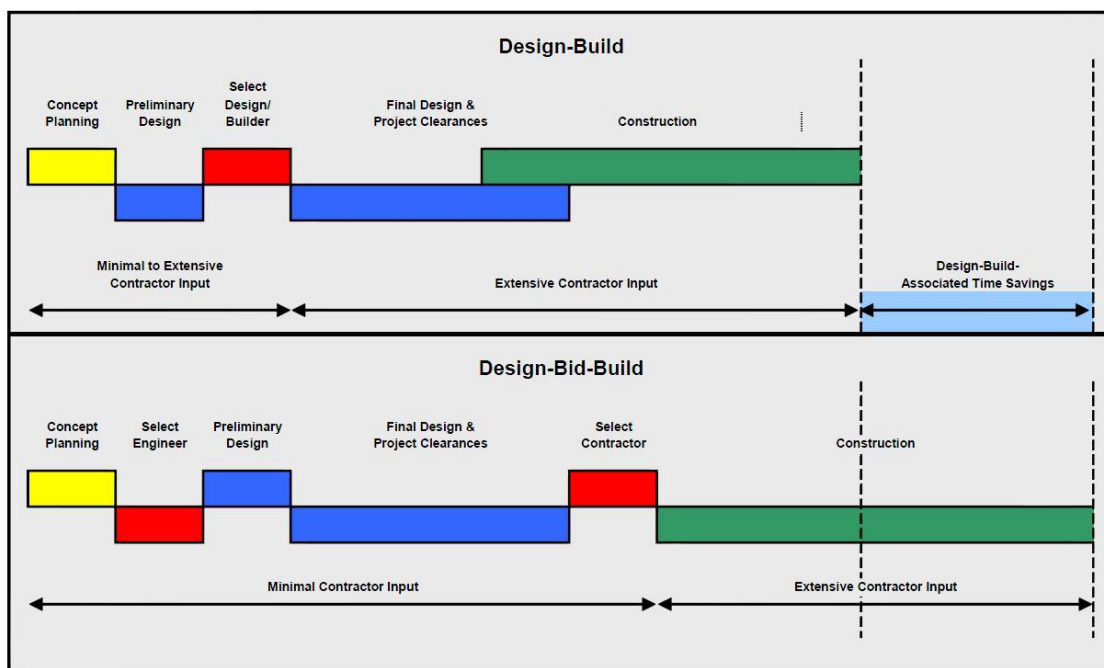 Design-Build
Concept
Planning
Preliminary
Design
Select
Design/
Builder
Final Design &
Project Clearances
Construction
Minimal to Extensive
Contractor Input
Extensive Contractor Input
Design-Build-
Associated Time Savings
Design-Bid-Build
Concept
Planning
Select
Engineer
Preliminary
Design
Final Design &
Project Clearances
Select
Contractor
Construction
Minimal Contractor Input
Extensive Contractor Input